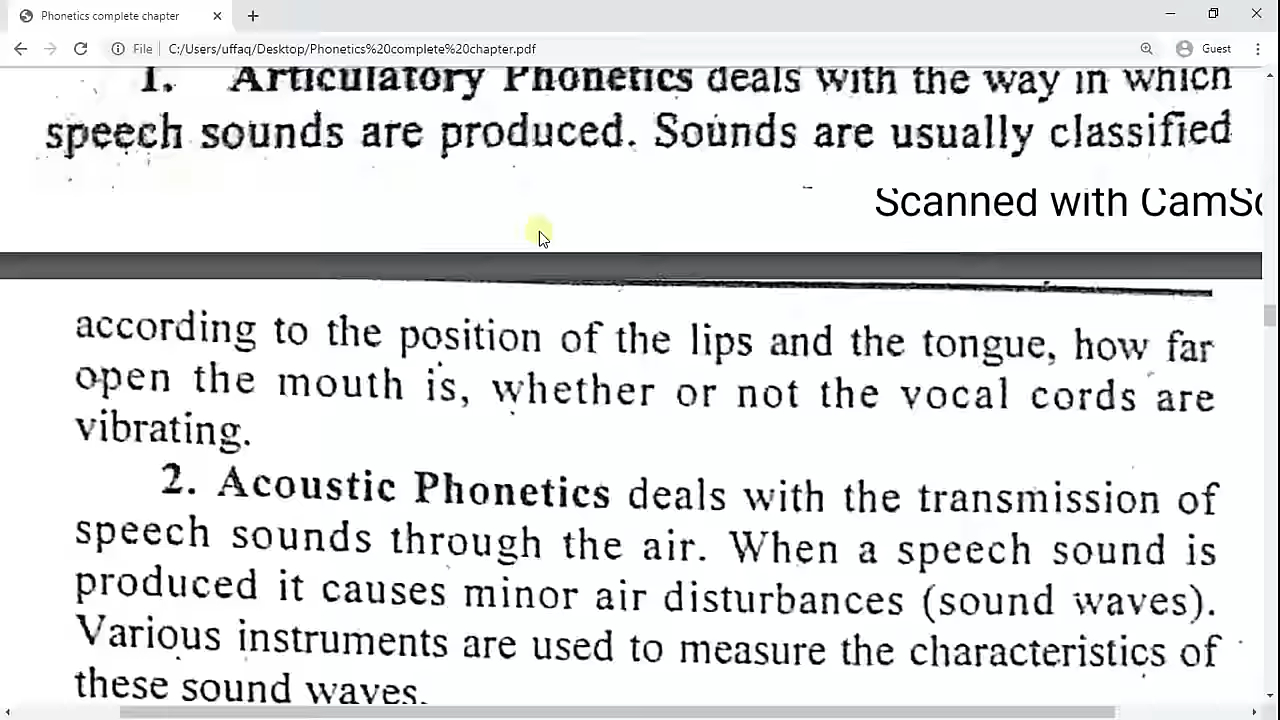 Phonetics complete chapter
File
C:/Users/uffaq/Desktop/Phonetics%20complete%20chapter.pdf
Guest
1. Articulatory Phonetics deals with the way in which
speech sounds are produced. Sounds are usually classified
Scanned with CamSc
according to the position of the lips and the tongue, how far
open the mouth is, whether or not the vocal cords are
vibrating.
2. Acoustic Phonetics deals with the transmission of
speech sounds through the air. When a speech sound is
produced it causes minor air disturbances (sound waves).
Various instruments are used to measure the characteristics of
these sound waves.